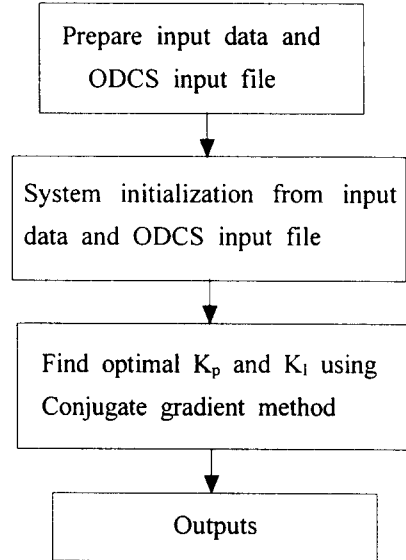 Prepare input data and
ODCS input file
System initialization from input
data and ODCS input file
Find optimal Kp and KI using
Conjugate gradient method
Outputs